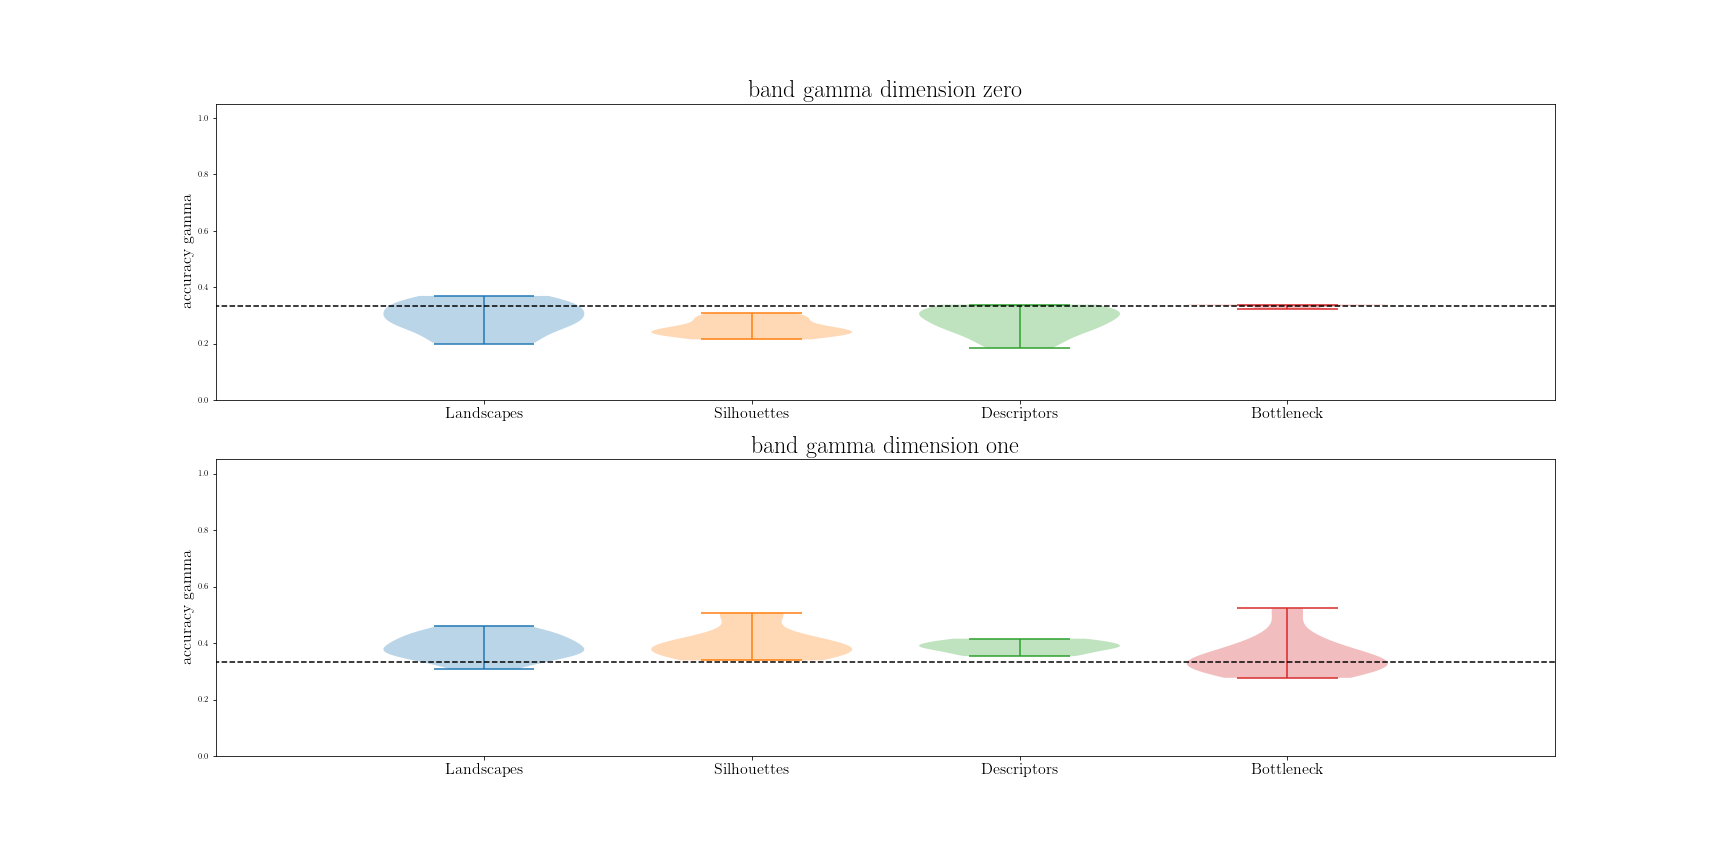 band gamma dimension zero
accuracy gamma
1.0
0.8
0.6
0.4
0.2
0.0
Landscapes Silhouettes Descriptors Bottleneck
band gamma dimension one
accuracy gamma
1.0
0.8
0.6
0.4
0.2
0.0
Landscapes Silhouettes Descriptors Bottleneck